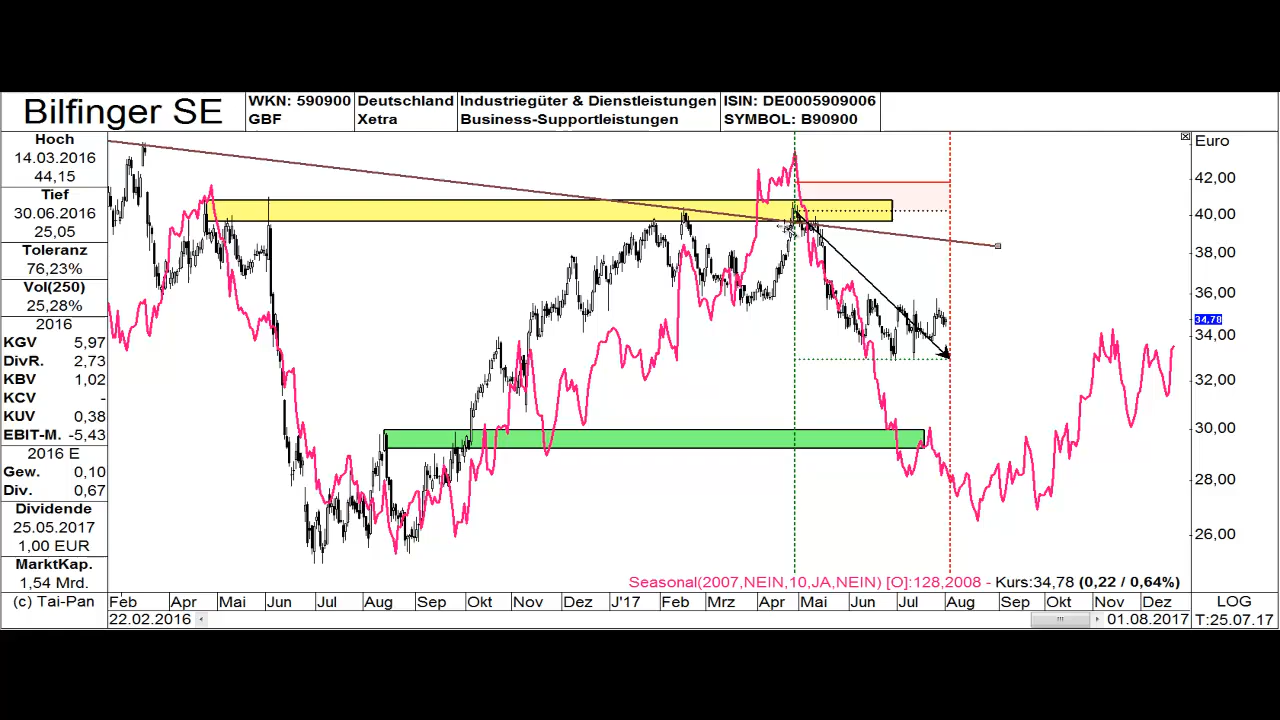 Bilfinger SE
WKN: 590900 Deutschland Industriegüter & Dienstleistungen ISIN: DE0005909006
GBF Xetra Business-Supportleistungen SYMBOL: B90900
Hoch
14.03.2016
44,15
Tief
30.06.2016
25,05
Toleranz
76,23%
Vol(250)
25,28%
2016
KGV 5,97
DivR. 2,73
KBV 1,02
KCV -
KUV 0,38
EBIT-M. -5,43
2016 E
Gew. 0,10
Div. 0,67
Dividende
25.05.2017
1,00 EUR
MarktKap.
1,54 Mrd.
(c) Tai-Pan
Euro
42,00
40,00
38,00
36,00
34,78
34,00
32,00
30,00
28,00
26,00
Seasonal(2007,NEIN,10,JA,NEIN) [O]:128,2008 - Kurs:34,78 (0,22 / 0,64%)
Feb Apr Mai Jun Jul Aug Sep Okt Nov Dez J'17 Feb Mrz Apr Mai Jun Jul Aug Sep Okt Nov Dez LOG
22.02.2016 01.08.2017 T:25.07.17